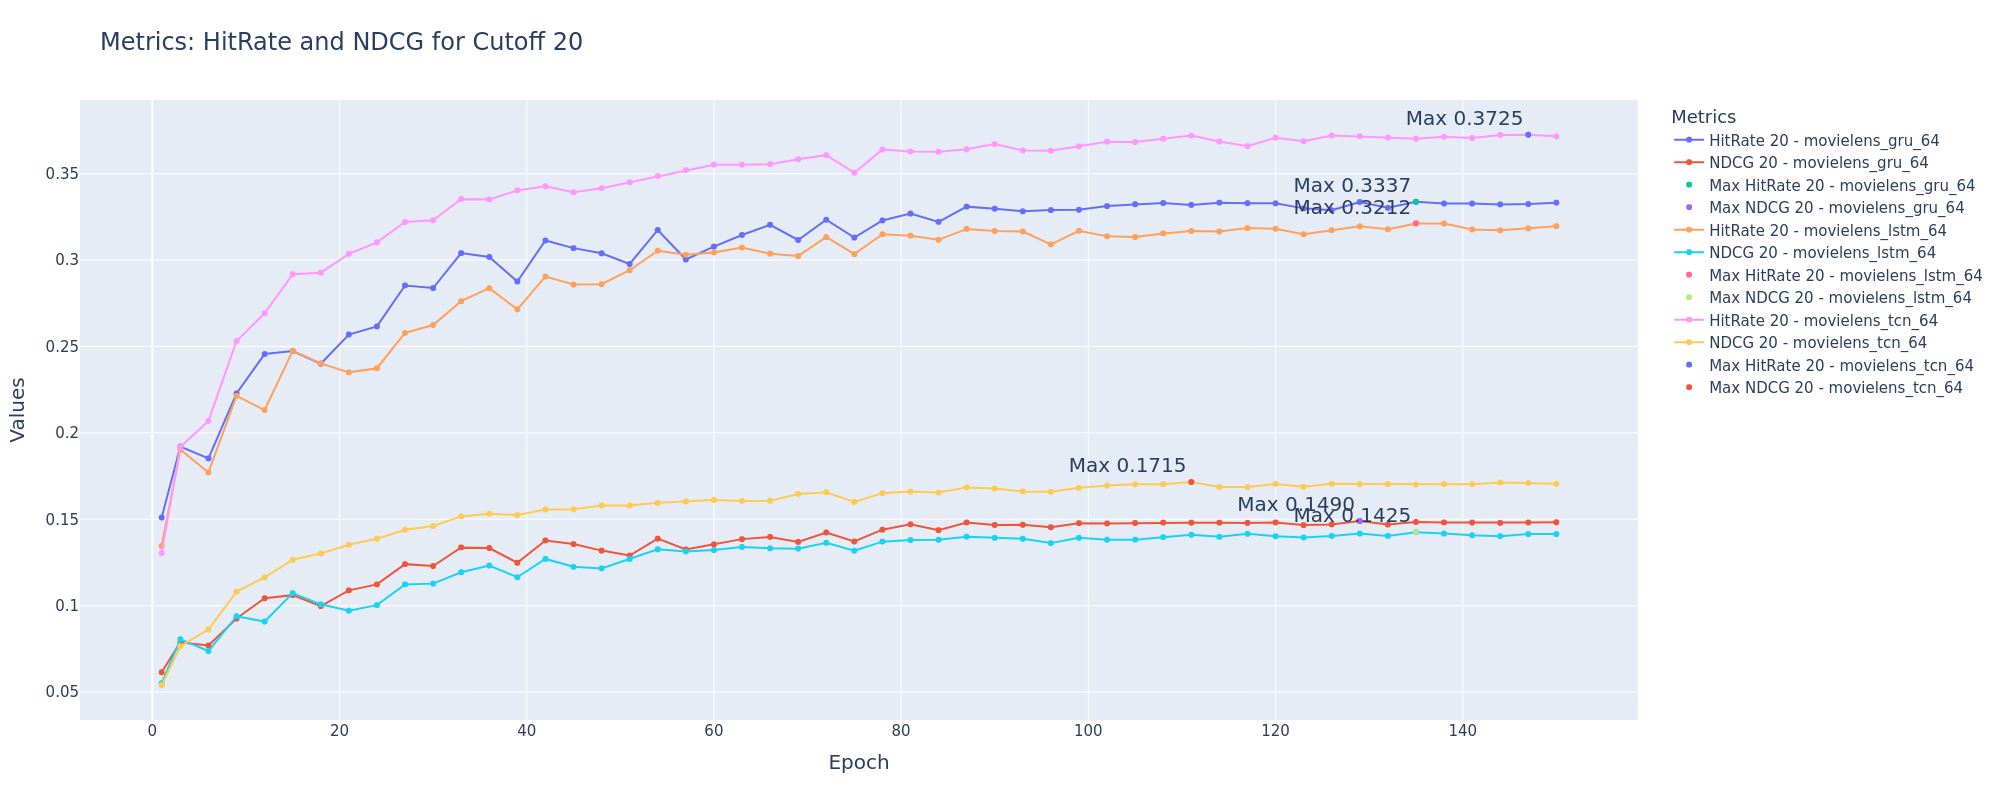 Metrics: HitRate and NDCG for Cutoff 20
Max 0.3725
Max 0.3337
Max 0.3212
Max 0.1715
Max 0.1490
Max 0.1425
0.35
0.3
0.25
0.2
0.15
0.1
0.05
Values
0 20 40 60 80 100 120 140
Epoch
Metrics
HitRate 20 - movielens_gru_64
NDCG 20 - movielens_gru_64
Max HitRate 20 - movielens_gru_64
Max NDCG 20 - movielens_gru_64
HitRate 20 - movielens_lstm_64
NDCG 20 - movielens_lstm_64
Max HitRate 20 - movielens_lstm_64
Max NDCG 20 - movielens_lstm_64
HitRate 20 - movielens_tcn_64
NDCG 20 - movielens_tcn_64
Max HitRate 20 - movielens_tcn_64
Max NDCG 20 - movielens_tcn_64